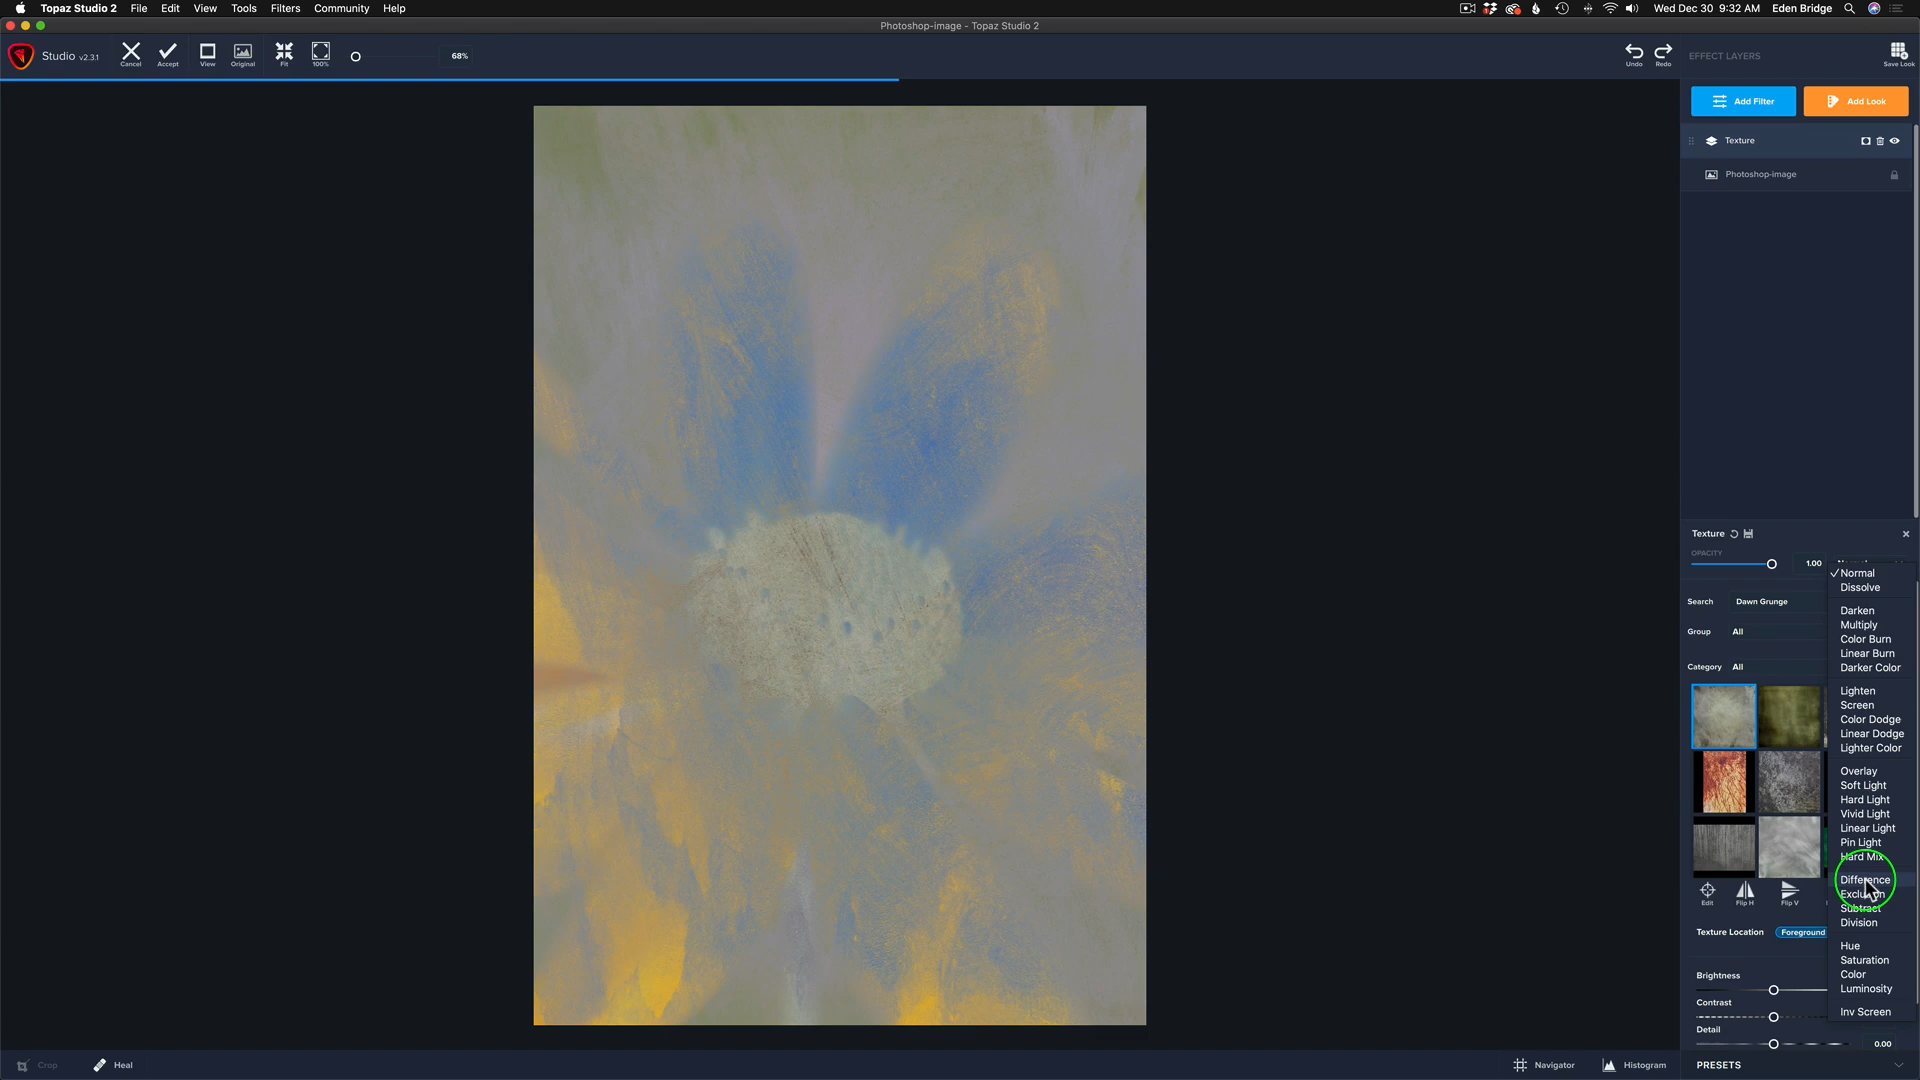 Topaz Studio 2 File Edit View Tools Filters Community Help
Wed Dec 30 9:32 AM Eden Bridge
Photoshop-image - Topaz Studio 2
Studio v2.3.1
Cancel Accept View Original Fit 100% 68%
Undo Redo
EFFECT LAYERS
Save Look
Add Filter
Add Look
Texture
Photoshop-image
Texture
OPACITY
1.00
Search Dawn Grunge
Group All
Category All
Normal
Dissolve
Darken
Multiply
Color Burn
Linear Burn
Darker Color
Lighten
Screen
Color Dodge
Linear Dodge
Lighter Color
Overlay
Soft Light
Hard Light
Vivid Light
Linear Light
Pin Light
Hard Mix
Difference
Subtract
Division
Hue
Saturation
Color
Luminosity
Inv Screen
Edit Flip H Flip V
Texture Location Foreground
Brightness
Contrast
Detail
0.00
Crop Heal
Navigator Histogram
PRESETS